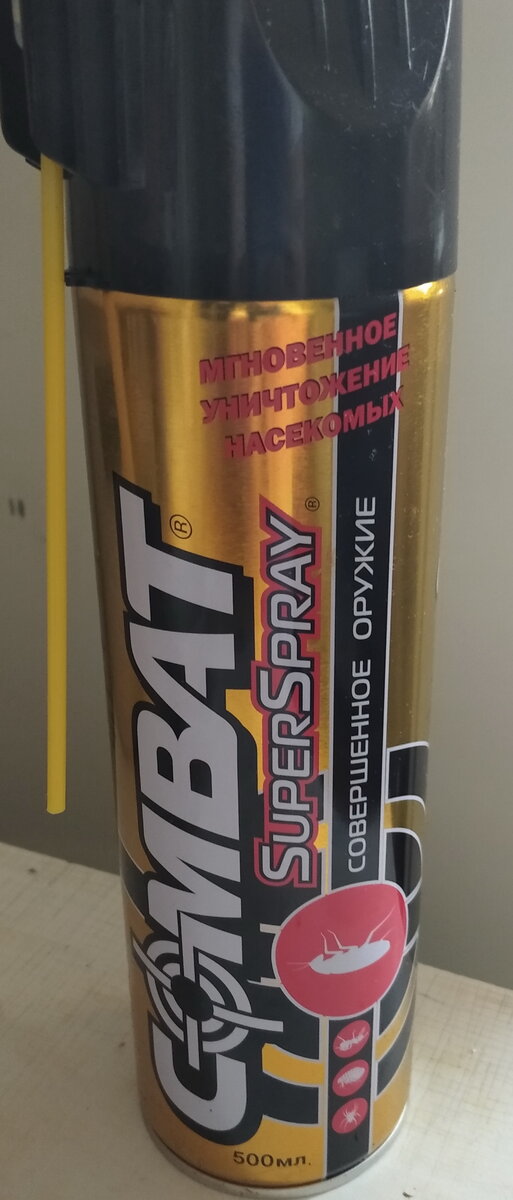 МГНОВЕННОЕ
УНИЧТОЖЕНИЕ
НАСЕКОМЫХ
COMBAT®
SUPERSPRAY®
СОВЕРШЕННОЕ ОРУЖИЕ
500мл.